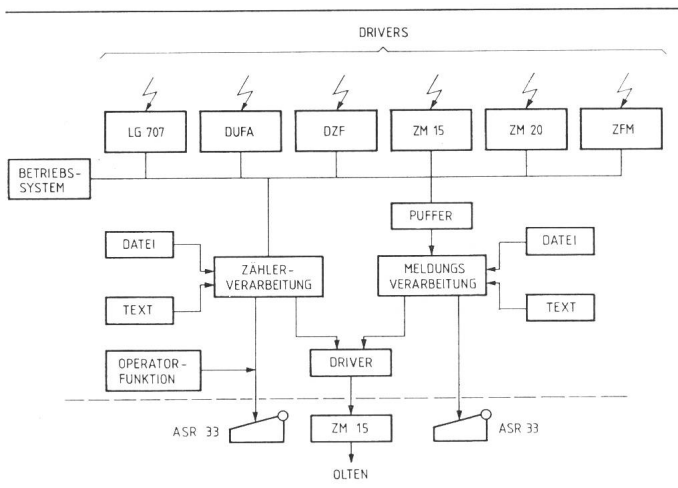 DRIVERS
LG 707
DUFA
DZF
ZM 15
ZM 20
ZFM
BETRIEBS-
SYSTEM
PUFFER
DATEI
ZÄHLER-
VERARBEITUNG
MELDUNGS
VERARBEITUNG
DATEI
TEXT
TEXT
OPERATOR-
FUNKTION
DRIVER
ASR 33
ZM 15
ASR 33
OLTEN